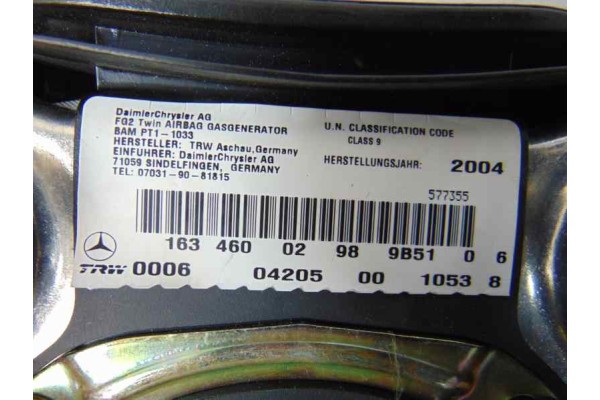 DaimlerChrysler AG
FG2 Twin AIRBAG GASGENERATOR
BAM PT1-1033
HERSTELLER: TRW Aschau,Germany
EINFUHRER: DaimlerChrysler AG
71059 SINDELFINGEN, GERMANY
TEL: 07031-90-81815
U.N. CLASSIFICATION CODE
CLASS 9
HERSTELLUNGSJAHR: 2004
577355
163 460 02 98 9B51 0 6
TRW 0006 04205 00 1053 8